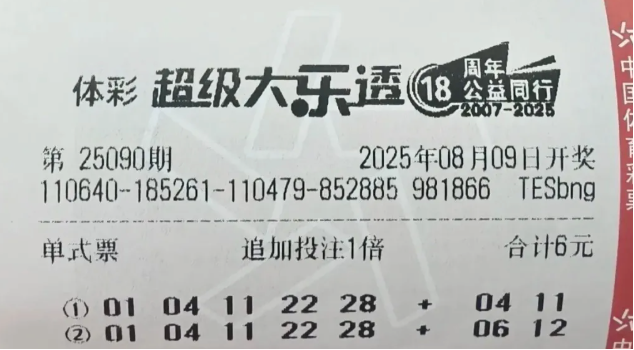 体彩 超级大乐透 18 周年 公益同行 2007-2025
第 25090期 2025年08月09日开奖
110640-185261-110479-852885 981866 TESbng
单式票 追加投注1倍 合计6元
① 01 04 11 22 28 + 04 11
② 01 04 11 22 28 + 06 12
中国体育彩票